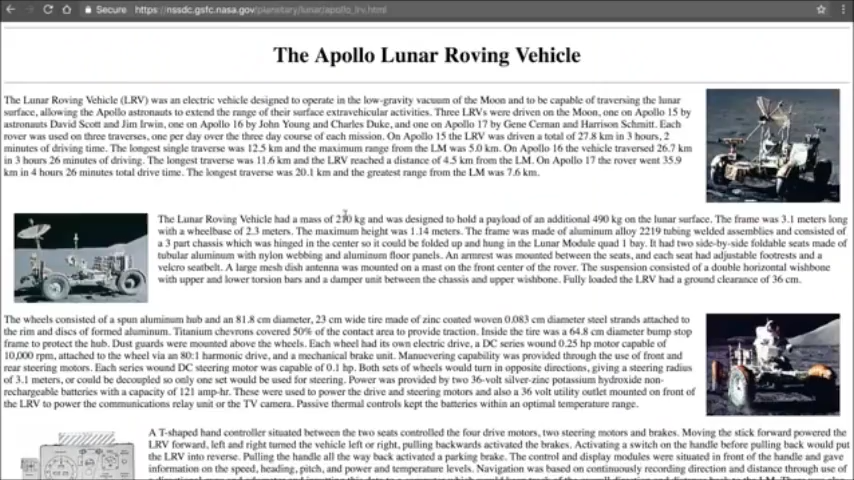 Secure https://nssdc.gsfc.nasa.gov/planetary/lunar/apollo_lrv.html
The Apollo Lunar Roving Vehicle
The Lunar Roving Vehicle (LRV) was an electric vehicle designed to operate in the low-gravity vacuum of the Moon and to be capable of traversing the lunar
surface, allowing the Apollo astronauts to extend the range of their surface extravehicular activities. Three LRVs were driven on the Moon, one on Apollo 15 by
astronauts David Scott and Jim Irwin, one on Apollo 16 by John Young and Charles Duke, and one on Apollo 17 by Gene Cernan and Harrison Schmitt. Each
rover was used on three traverses, one per day over the three day course of each mission. On Apollo 15 the LRV was driven a total of 27.8 km in 3 hours, 2
minutes of driving time. The longest single traverse was 12.5 km and the maximum range from the LM was 5.0 km. On Apollo 16 the vehicle traversed 26.7 km
in 3 hours 26 minutes of driving. The longest traverse was 11.6 km and the LRV reached a distance of 4.5 km from the LM. On Apollo 17 the rover went 35.9
km in 4 hours 26 minutes total drive time. The longest traverse was 20.1 km and the greatest range from the LM was 7.6 km.
The Lunar Roving Vehicle had a mass of 210 kg and was designed to hold a payload of an additional 490 kg on the lunar surface. The frame was 3.1 meters long
with a wheelbase of 2.3 meters. The maximum height was 1.14 meters. The frame was made of aluminum alloy 2219 tubing welded assemblies and consisted of
a 3 part chassis which was hinged in the center so it could be folded up and hung in the Lunar Module quad 1 bay. It had two side-by-side foldable seats made of
tubular aluminum with nylon webbing and aluminum floor panels. An armrest was mounted between the seats, and each seat had adjustable footrests and a
velcro seatbelt. A large mesh dish antenna was mounted on a mast on the front center of the rover. The suspension consisted of a double horizontal wishbone
with upper and lower torsion bars and a damper unit between the chassis and upper wishbone. Fully loaded the LRV had a ground clearance of 36 cm.
The wheels consisted of a spun aluminum hub and an 81.8 cm diameter, 23 cm wide tire made of zinc coated woven 0.083 cm diameter steel strands attached to
the rim and discs of formed aluminum. Titanium chevrons covered 50% of the contact area to provide traction. Inside the tire was a 64.8 cm diameter bump stop
frame to protect the hub. Dust guards were mounted above the wheels. Each wheel had its own electric drive, a DC series wound 0.25 hp motor capable of
10,000 rpm, attached to the wheel via an 80:1 harmonic drive, and a mechanical brake unit. Manuevering capability was provided through the use of front and
rear steering motors. Each series wound DC steering motor was capable of 0.1 hp. Both sets of wheels would turn in opposite directions, giving a steering radius
of 3.1 meters, or could be decoupled so only one set would be used for steering. Power was provided by two 36-volt silver-zinc potassium hydroxide non-
rechargeable batteries with a capacity of 121 amp-hr. These were used to power the drive and steering motors and also a 36 volt utility outlet mounted on front of
the LRV to power the communications relay unit or the TV camera. Passive thermal controls kept the batteries within an optimal temperature range.
A T-shaped hand controller situated between the two seats controlled the four drive motors, two steering motors and brakes. Moving the stick forward powered the
LRV forward, left and right turned the vehicle left or right, pulling backwards activated the brakes. Activating a switch on the handle before pulling back would put
the LRV into reverse. Pulling the handle all the way back activated a parking brake. The control and display modules were situated in front of the handle and gave
information on the speed, heading, pitch, and power and temperature levels. Navigation was based on continuously recording direction and distance through use of